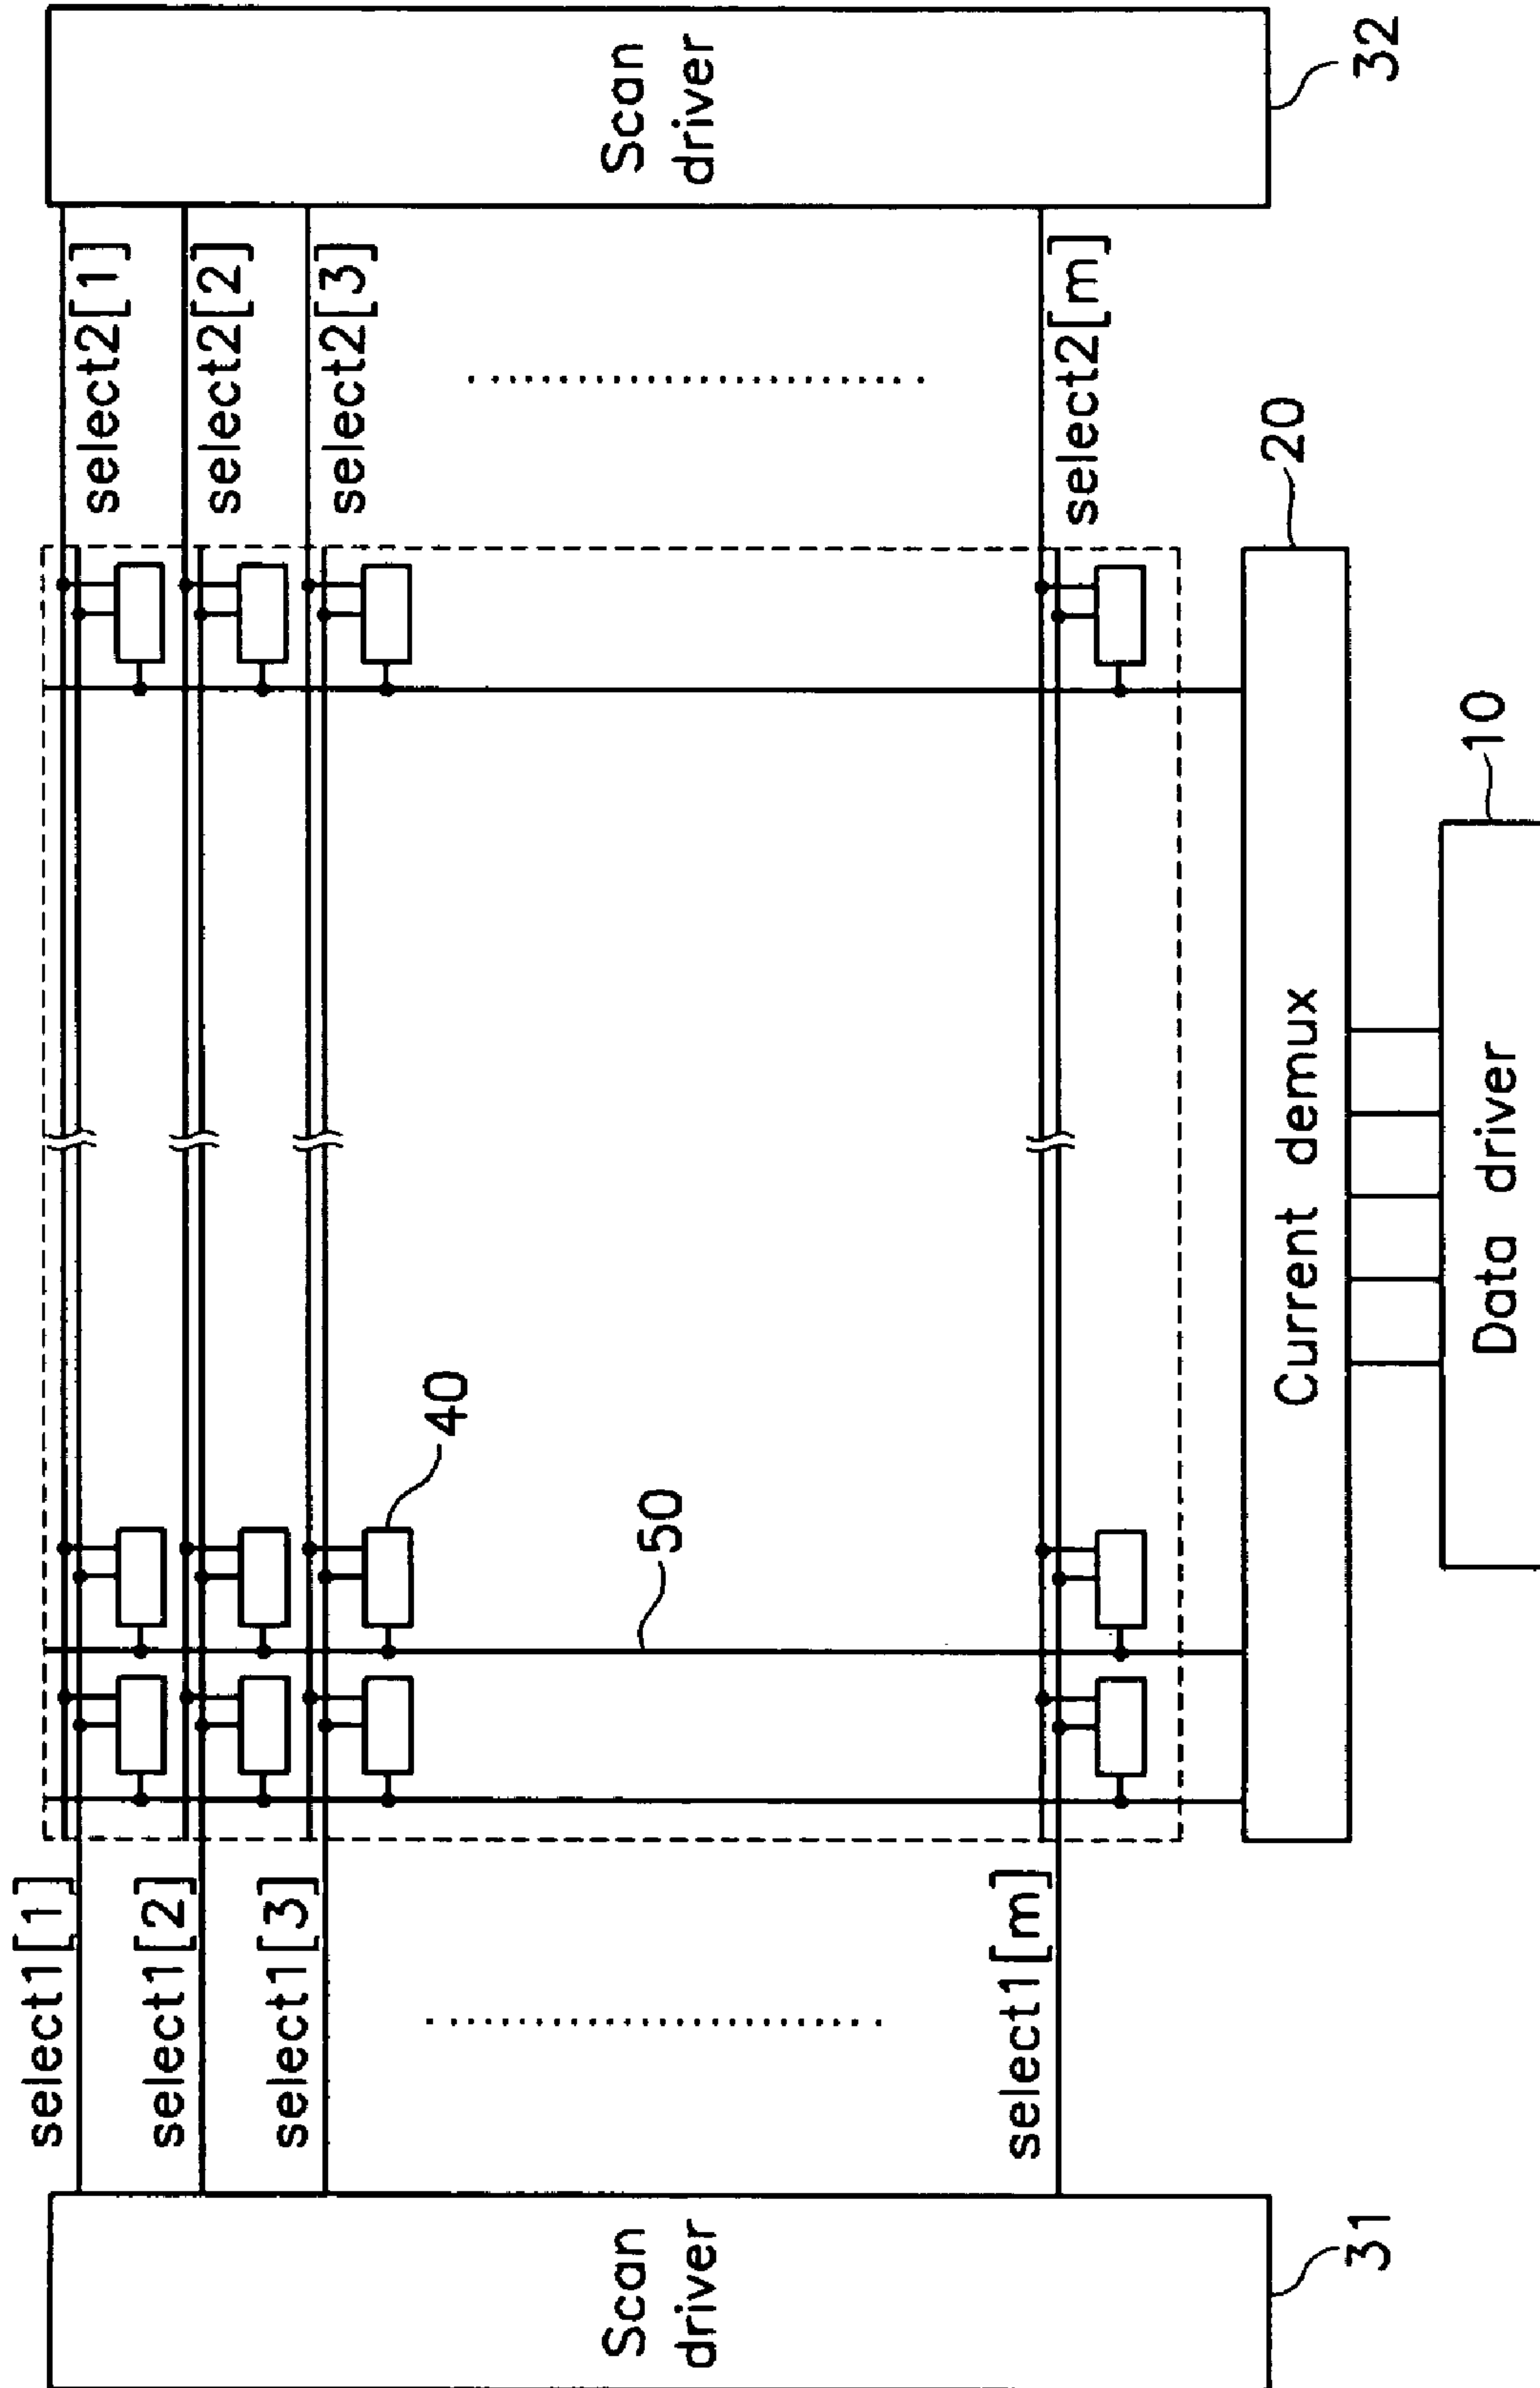 select1[1]
select1[2]
select1[3]
select1[m]
Scan
driver
31
select2[1]
select2[2]
select2[3]
select2[m]
Scan
driver
32
40
50
Current demux
20
Data driver
10